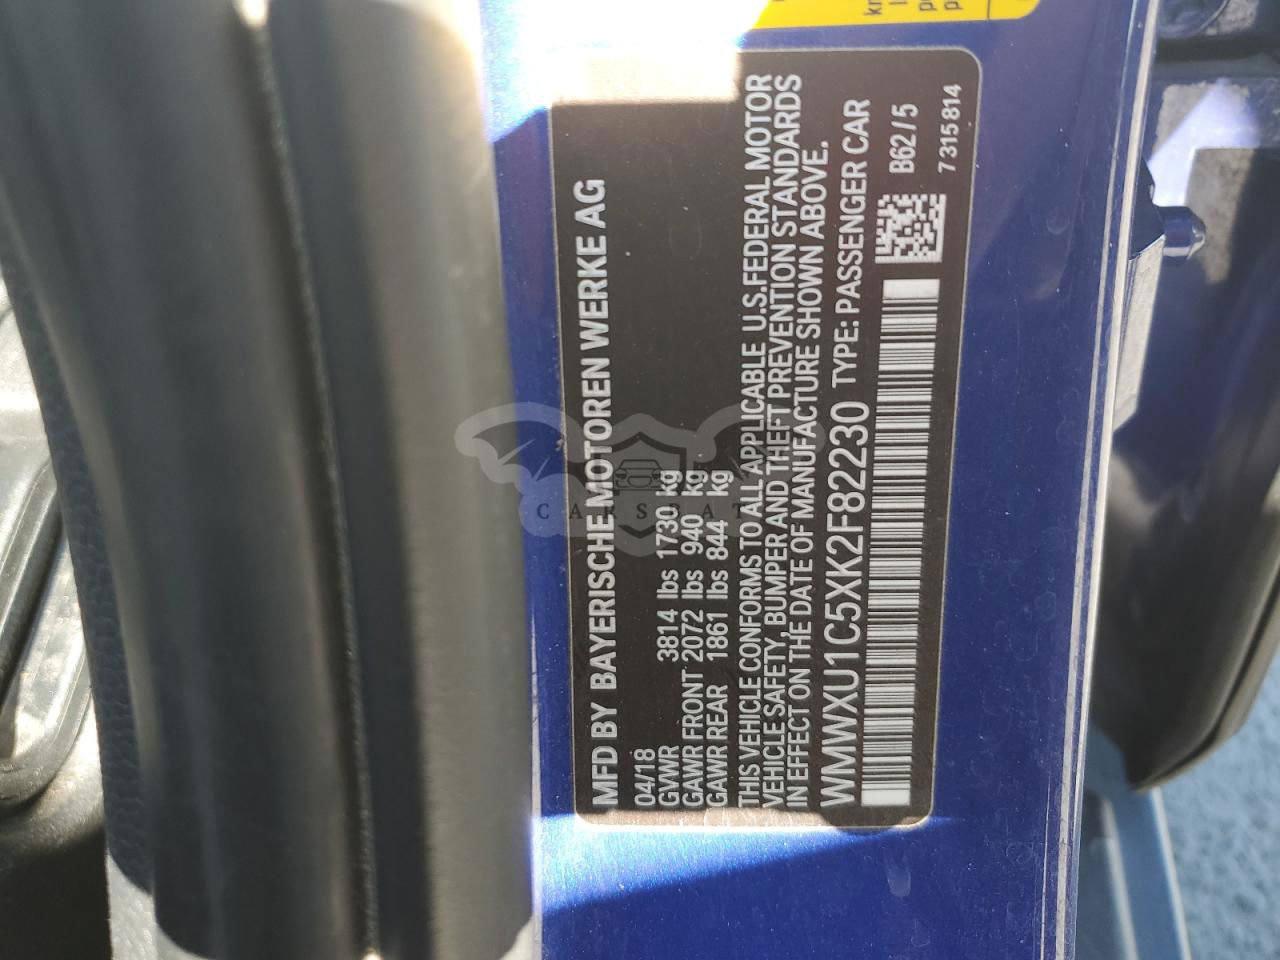 MFD BY BAYERISCHE MOTOREN WERKE AG
04/18
GVWR 3814 lbs 1730 kg
GAWR FRONT 2072 lbs 940 kg
GAWR REAR 1861 lbs 844 kg
THIS VEHICLE CONFORMS TO ALL APPLICABLE U.S.FEDERAL MOTOR
VEHICLE SAFETY, BUMPER AND THEFT PREVENTION STANDARDS
IN EFFECT ON THE DATE OF MANUFACTURE SHOWN ABOVE.
WMWXU1C5XK2F82230 TYPE: PASSENGER CAR
B62/5
7315814
CARSEAT